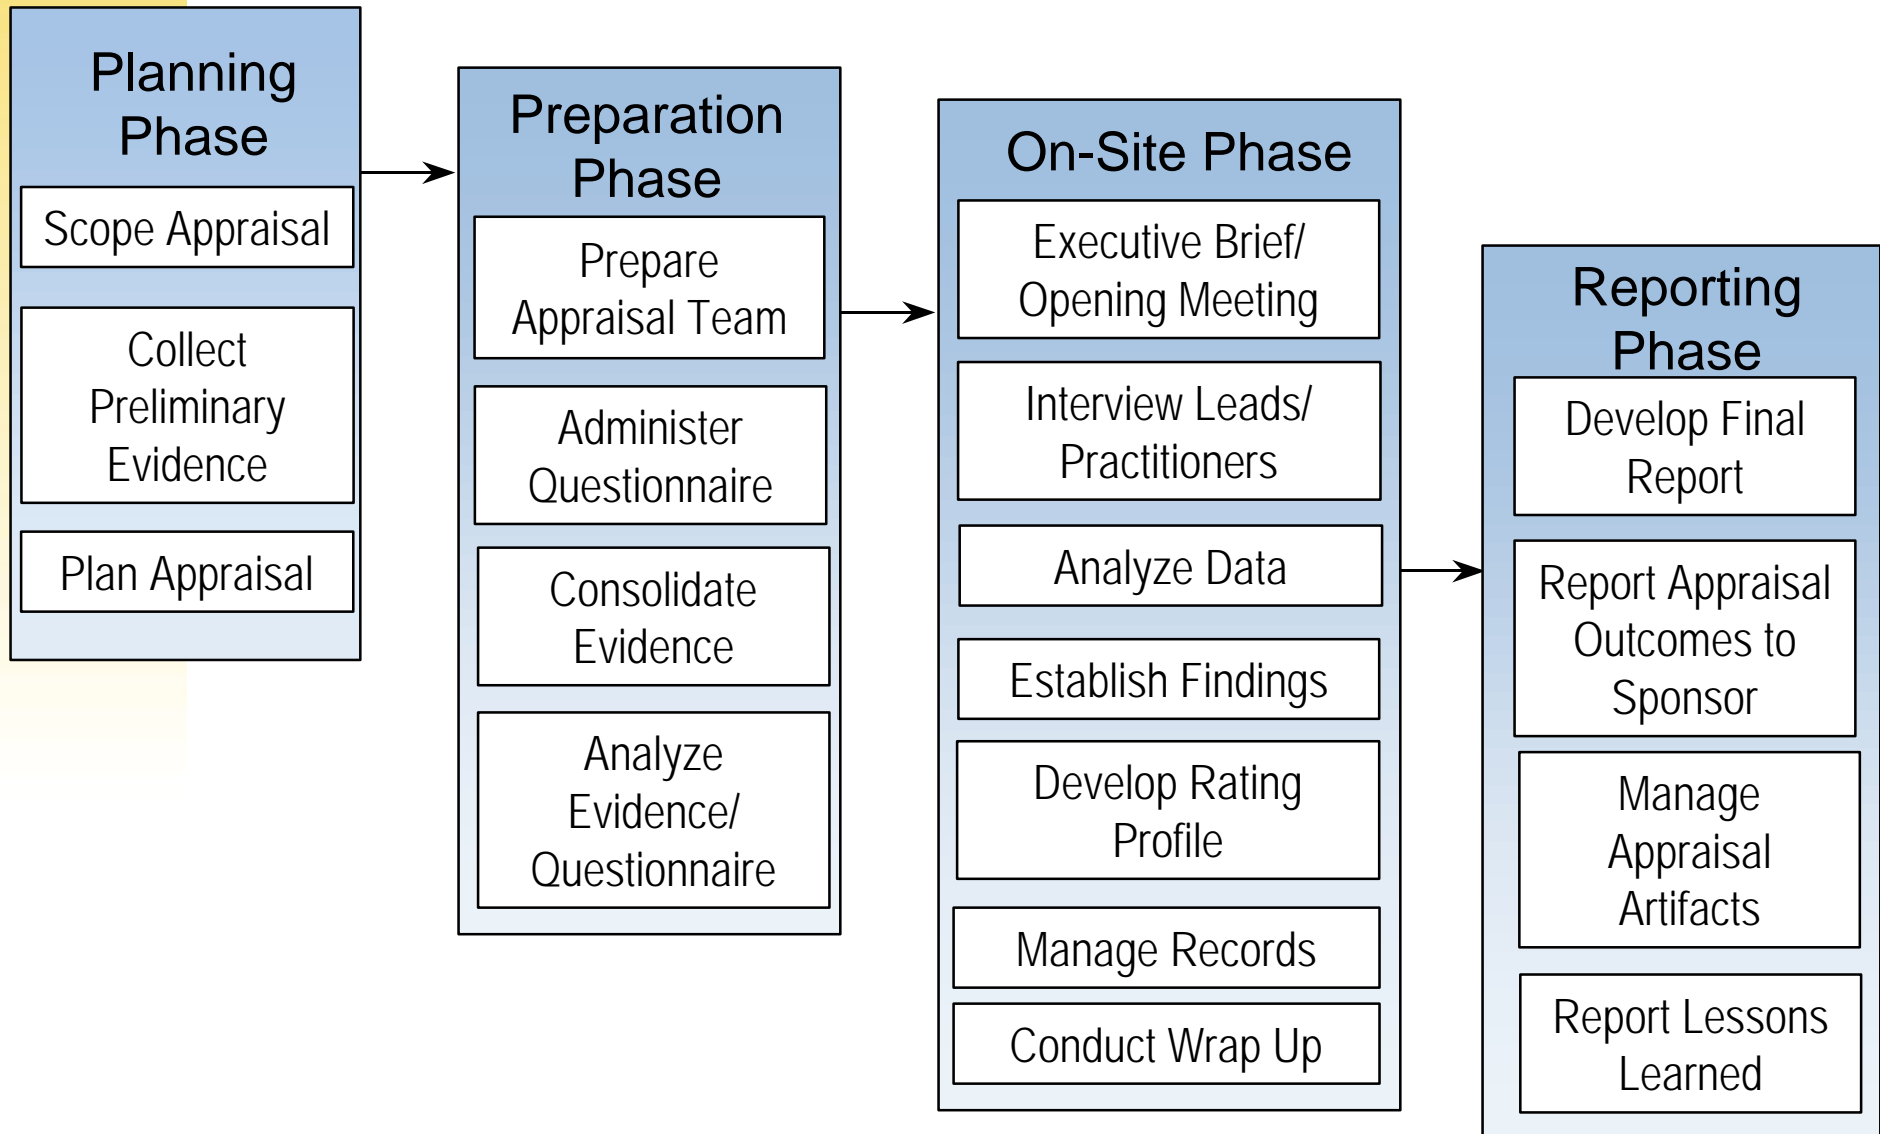 Planning
Phase
Scope Appraisal
Collect
Preliminary
Evidence
Plan Appraisal
Preparation
Phase
Prepare
Appraisal Team
Administer
Questionnaire
Consolidate
Evidence
Analyze
Evidence/
Questionnaire
On-Site Phase
Executive Brief/
Opening Meeting
Interview Leads/
Practitioners
Analyze Data
Establish Findings
Develop Rating
Profile
Manage Records
Conduct Wrap Up
Reporting
Phase
Develop Final
Report
Report Appraisal
Outcomes to
Sponsor
Manage
Appraisal
Artifacts
Report Lessons
Learned